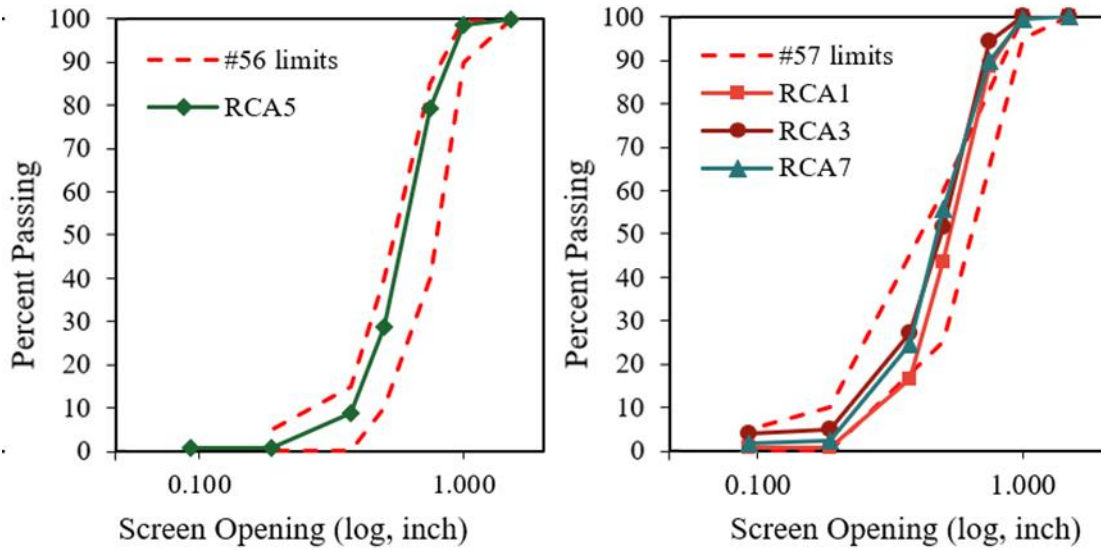 100
90
80
70
60
50
40
30
20
10
0
Percent Passing
#56 limits
RCA5
0.100
1.000
Screen Opening (log, inch)
100
90
80
70
60
50
40
30
20
10
0
Percent Passing
#57 limits
RCA1
RCA3
RCA7
0.100
1.000
Screen Opening (log, inch)